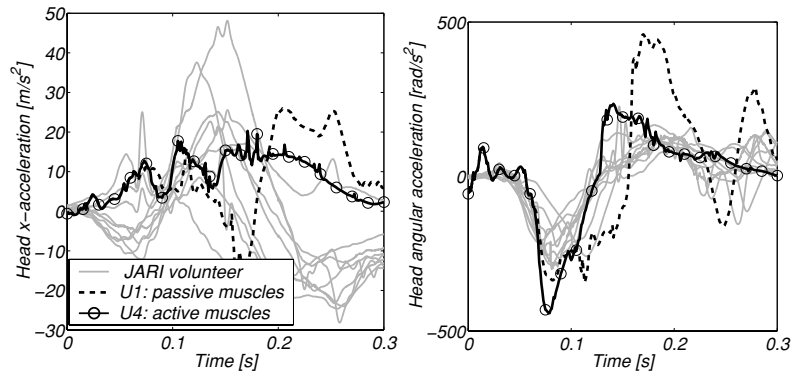 Head x−acceleration [m/s²]
50
40
30
20
10
0
−10
−20
−30
JARI volunteer
U1: passive muscles
U4: active muscles
0
0.1
0.2
0.3
Time [s]
Head angular acceleration [rad/s²]
500
0
−500
0
0.1
0.2
0.3
Time [s]